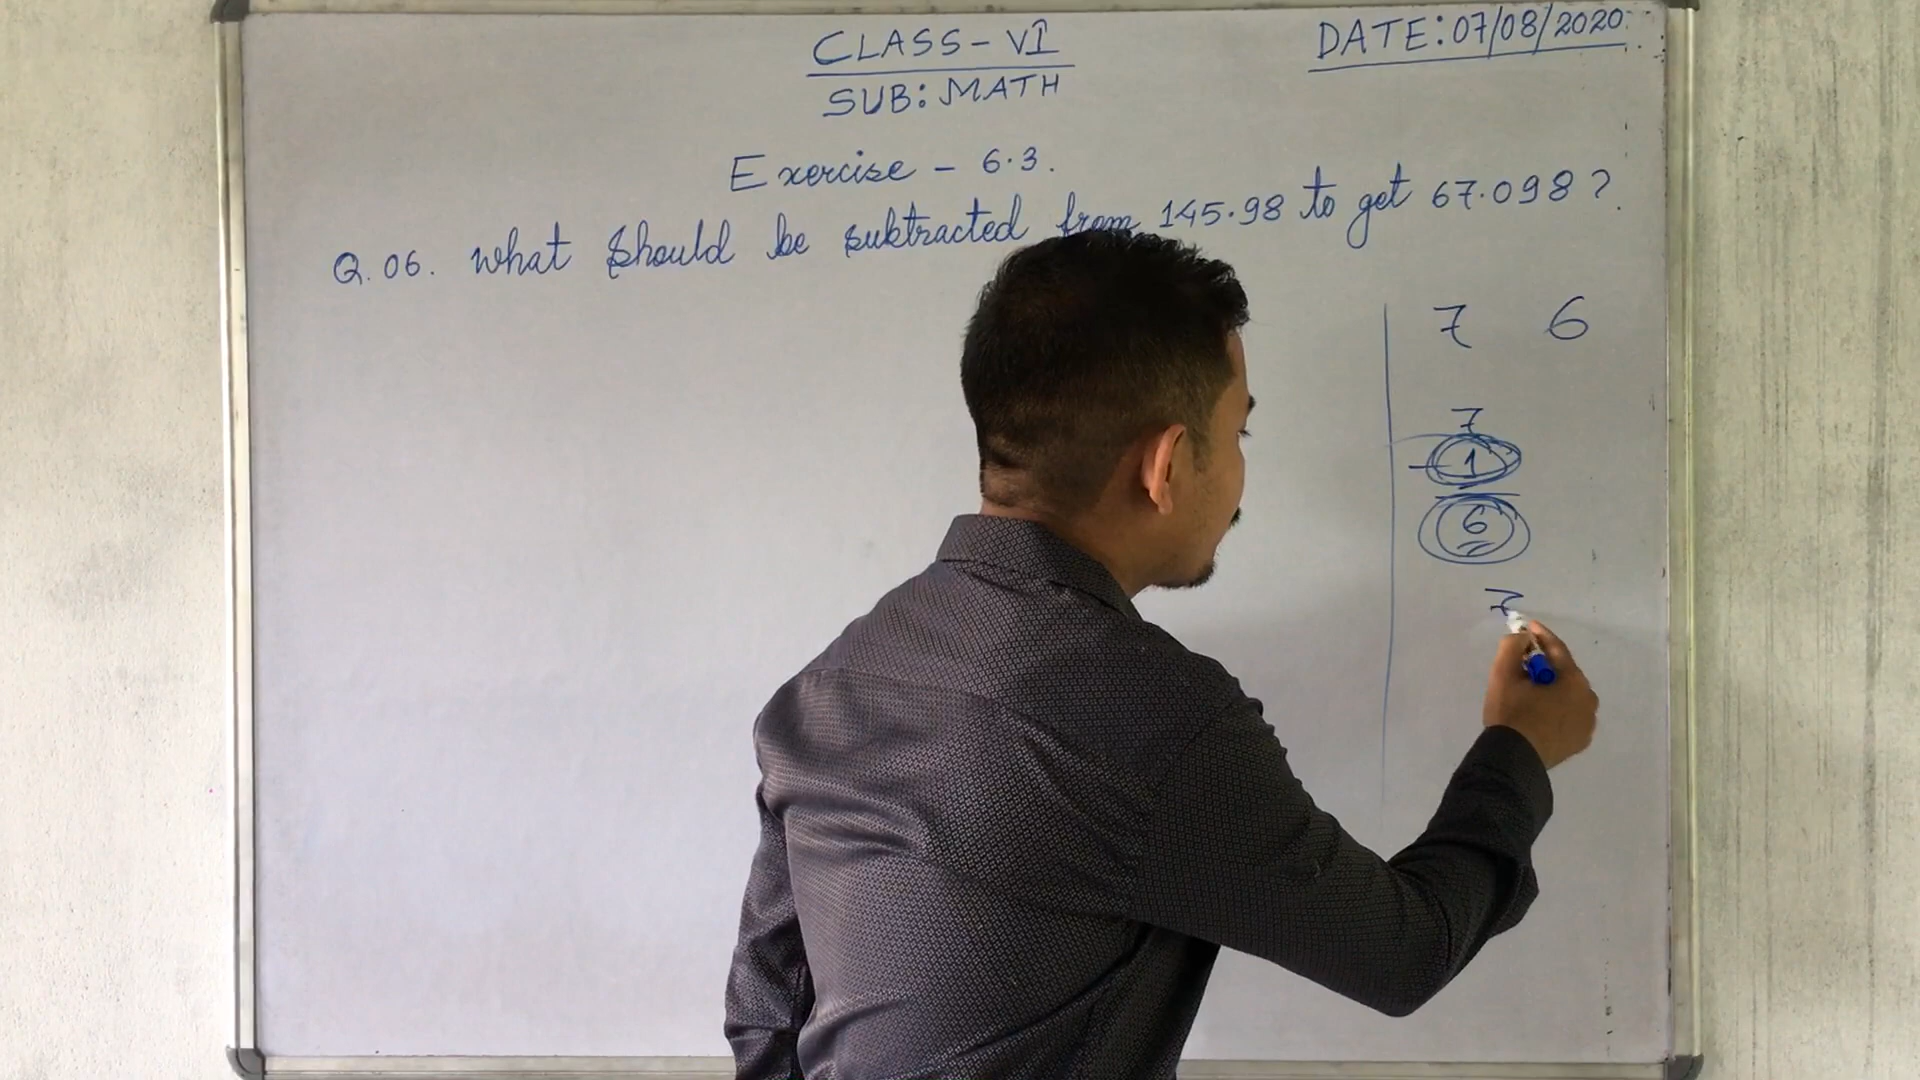 CLASS-VI
DATE: 07/08/2020
SUB: MATH
Exercise - 6.3.
Q. 06. What should be subtracted from 145.98 to get 67.098?
7 6
7
- 1
6
7